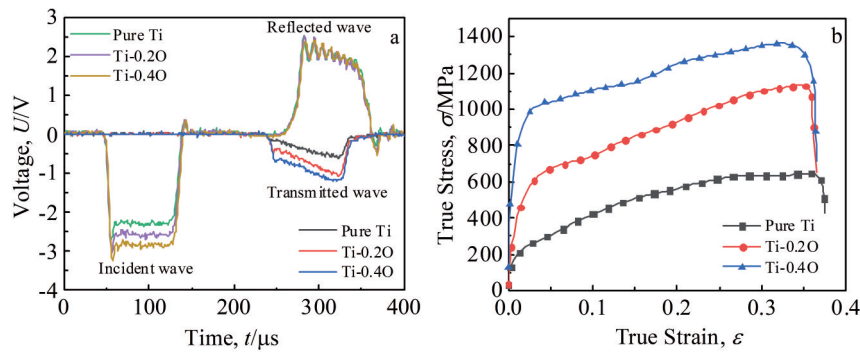 Reflected wave
a
Pure Ti
Ti-0.2O
Ti-0.4O
Transmitted wave
Incident wave
Pure Ti
Ti-0.2O
Ti-0.4O
4
3
2
1
0
-1
-2
-3
-4
0
100
200
300
400
Voltage, U/V
Time, t/μs
b
1400
1200
1000
800
600
400
200
0
Pure Ti
Ti-0.2O
Ti-0.4O
0.0
0.1
0.2
0.3
0.4
True Stress, σ/MPa
True Strain, ε